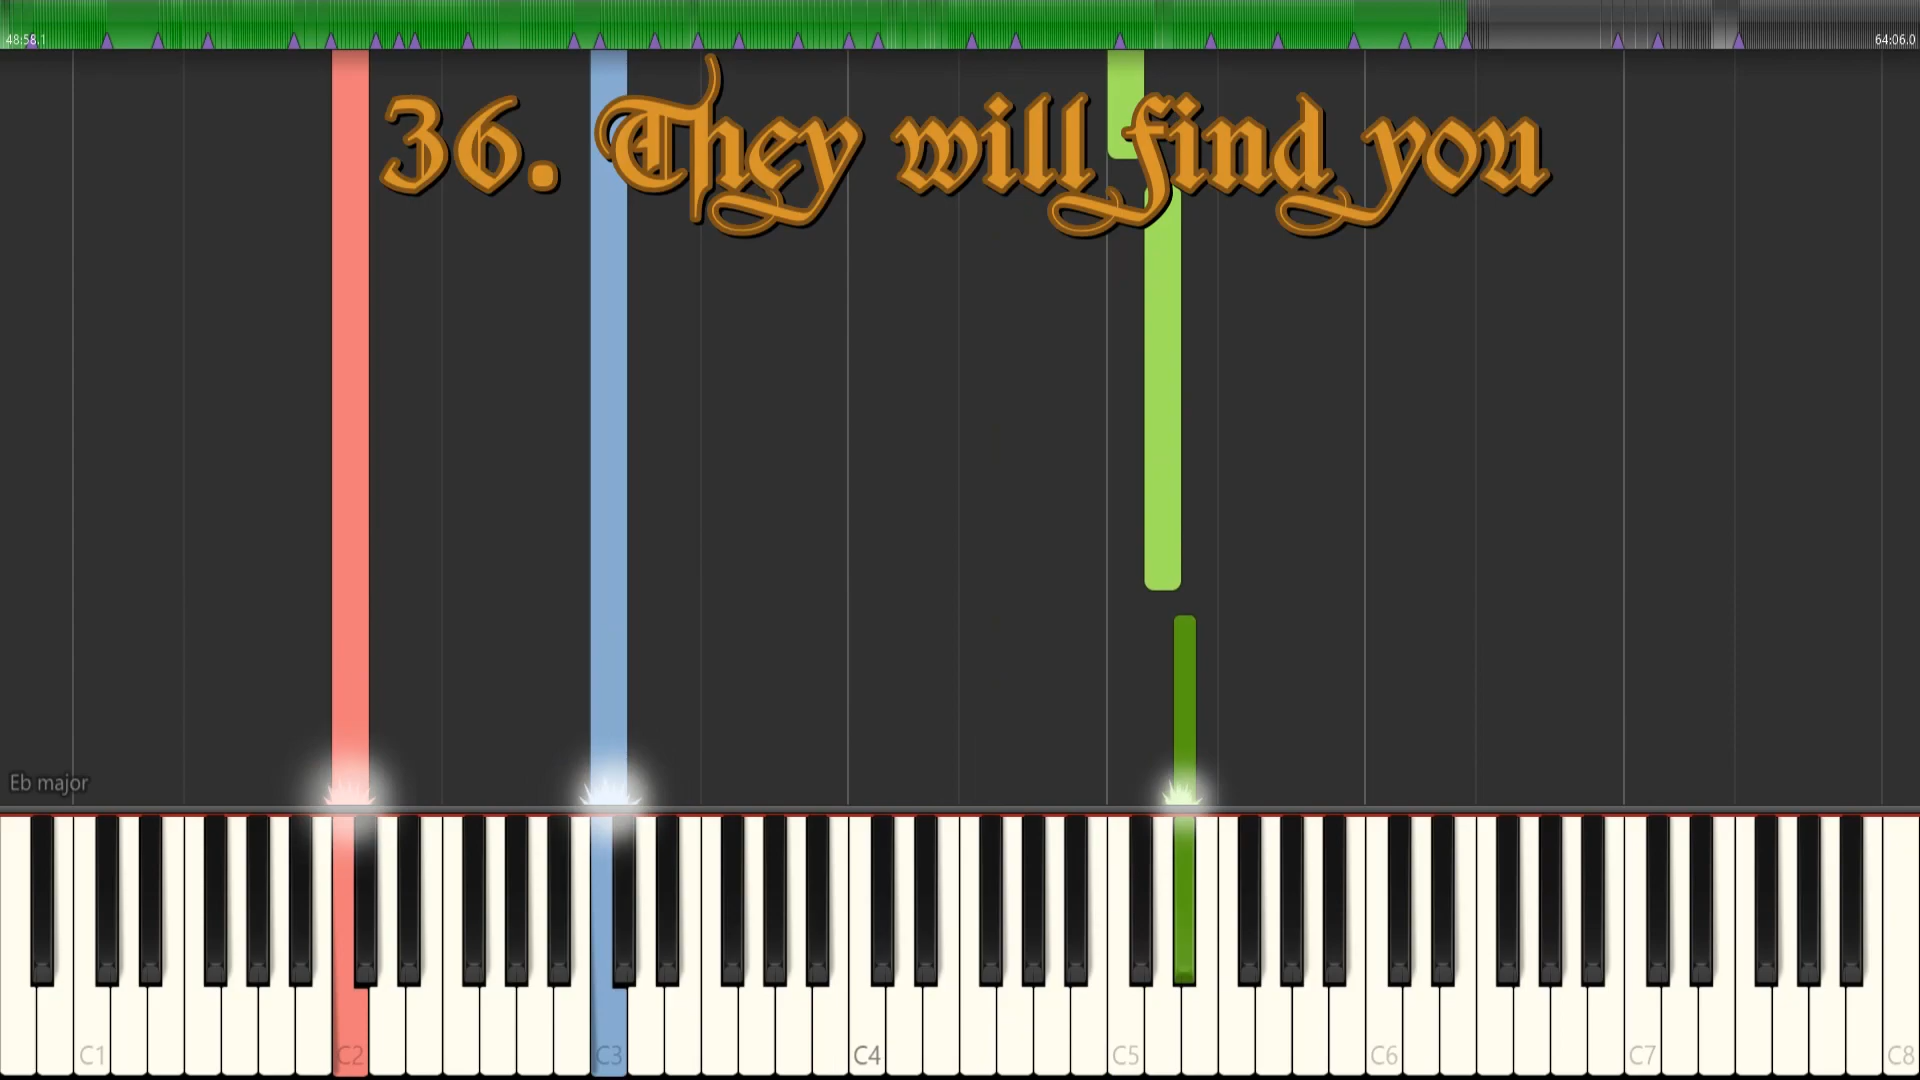 48:58.1
64:06.0
36. They will find you
Eb major
C1
C2
C3
C4
C5
C6
C7
C8